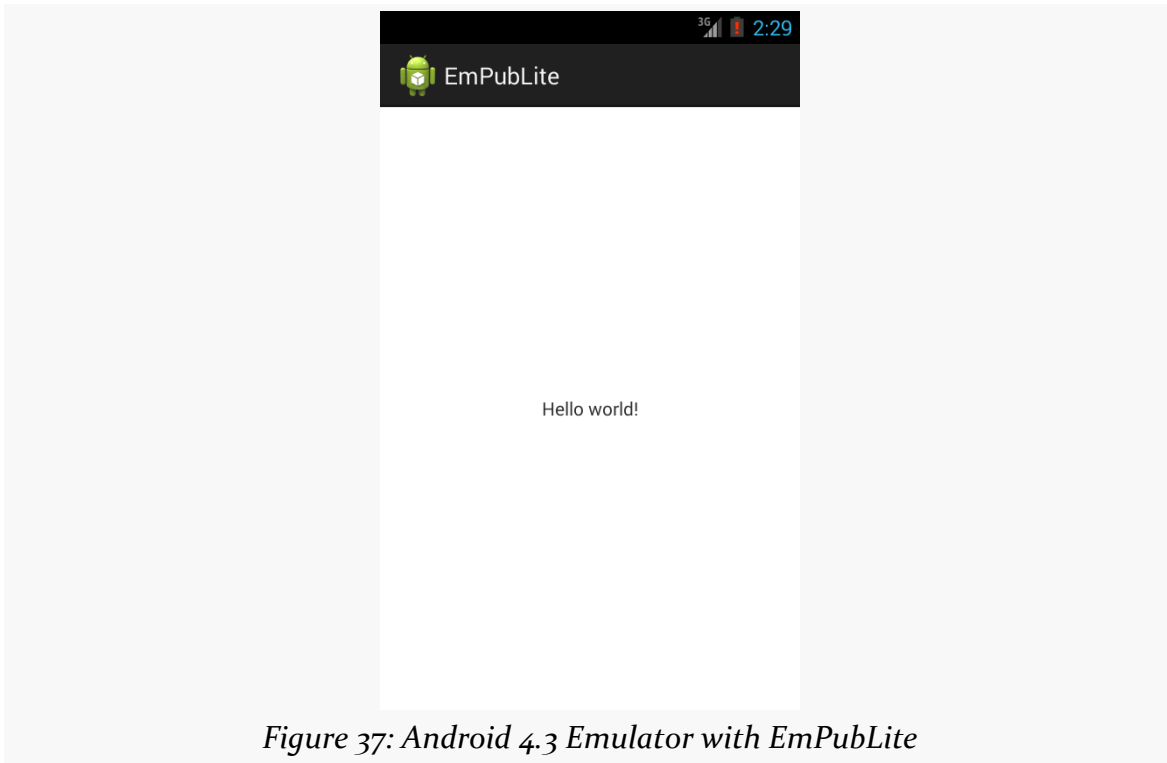 3G 2:29
EmPubLite
Hello world!
Figure 37: Android 4.3 Emulator with EmPubLite